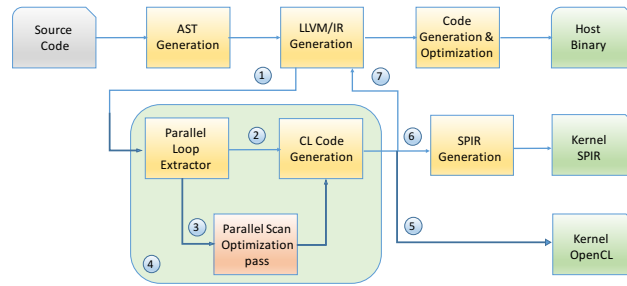 Source
Code
AST
Generation
LLVM/IR
Generation
Code
Generation &
Optimization
Host
Binary
1
7
Parallel
Loop
Extractor
2
CL Code
Generation
6
SPIR
Generation
Kernel
SPIR
3
Parallel Scan
Optimization
pass
4
5
Kernel
OpenCL